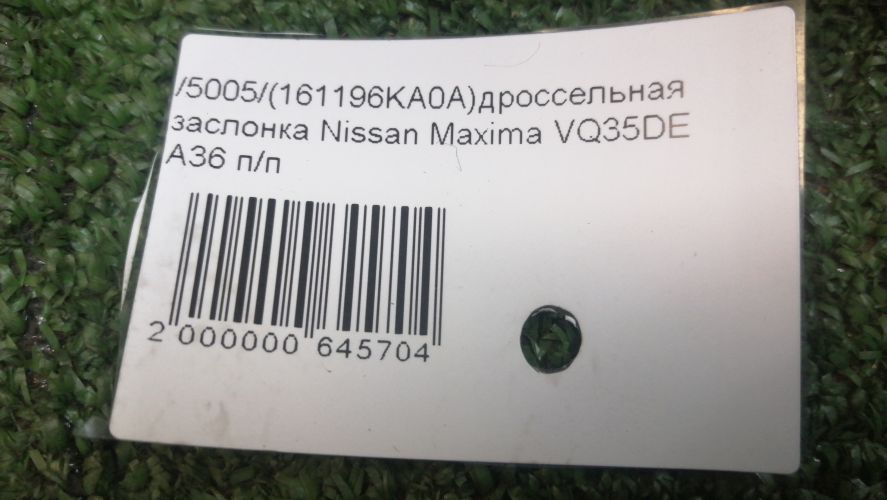 /5005/(161196KA0A)дроссельная
заслонка Nissan Maxima VQ35DE
A36 п/п
2 000000 645704